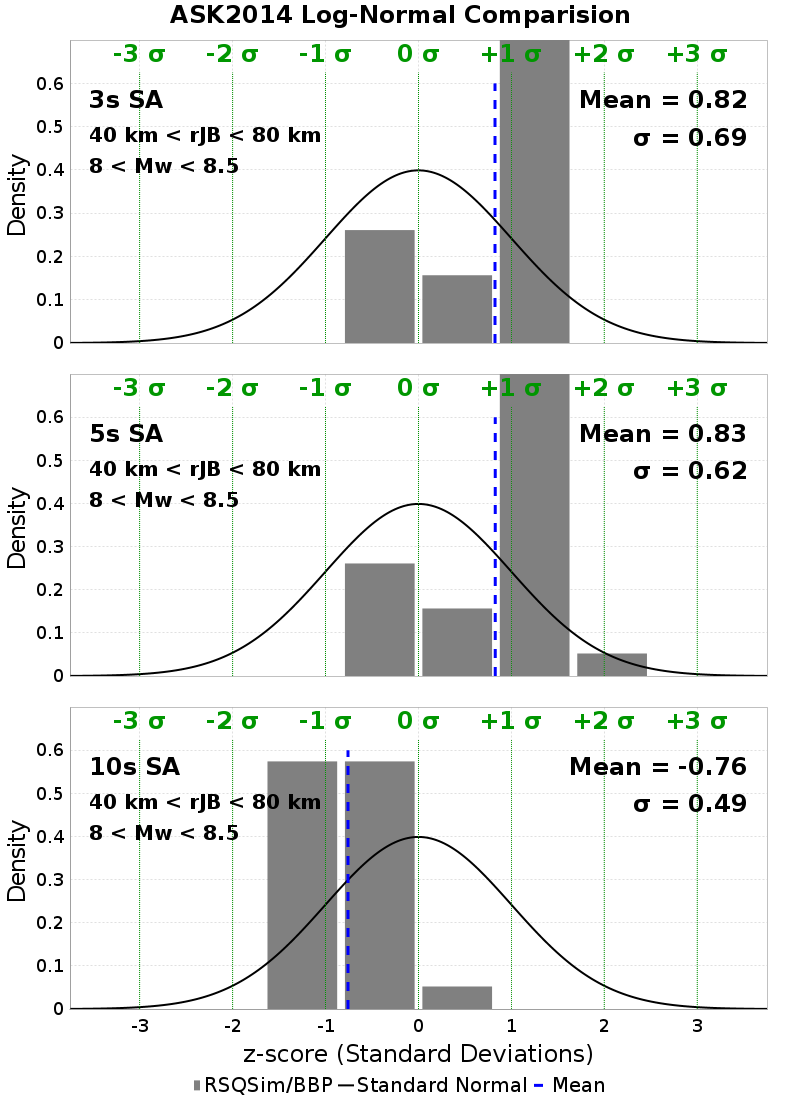 ASK2014 Log-Normal Comparision
-3 σ -2 σ -1 σ 0 σ +1 σ +2 σ +3 σ
3s SA
40 km < rJB < 80 km
8 < Mw < 8.5
Mean = 0.82
σ = 0.69
Density
0.6
0.5
0.4
0.3
0.2
0.1
0
-3 σ -2 σ -1 σ 0 σ +1 σ +2 σ +3 σ
5s SA
40 km < rJB < 80 km
8 < Mw < 8.5
Mean = 0.83
σ = 0.62
Density
0.6
0.5
0.4
0.3
0.2
0.1
0
-3 σ -2 σ -1 σ 0 σ +1 σ +2 σ +3 σ
10s SA
40 km < rJB < 80 km
8 < Mw < 8.5
Mean = -0.76
σ = 0.49
Density
0.6
0.5
0.4
0.3
0.2
0.1
0
-3 -2 -1 0 1 2 3
z-score (Standard Deviations)
RSQSim/BBP Standard Normal Mean